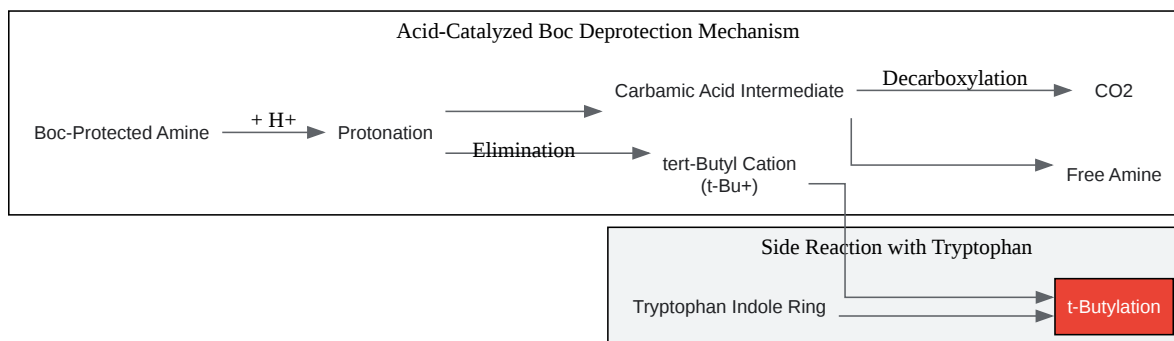 Acid-Catalyzed Boc Deprotection Mechanism
Boc-Protected Amine
+ H+
Protonation
Carbamic Acid Intermediate
Decarboxylation
CO2
Elimination
tert-Butyl Cation
(t-Bu+)
Free Amine
Side Reaction with Tryptophan
Tryptophan Indole Ring
t-Butylation